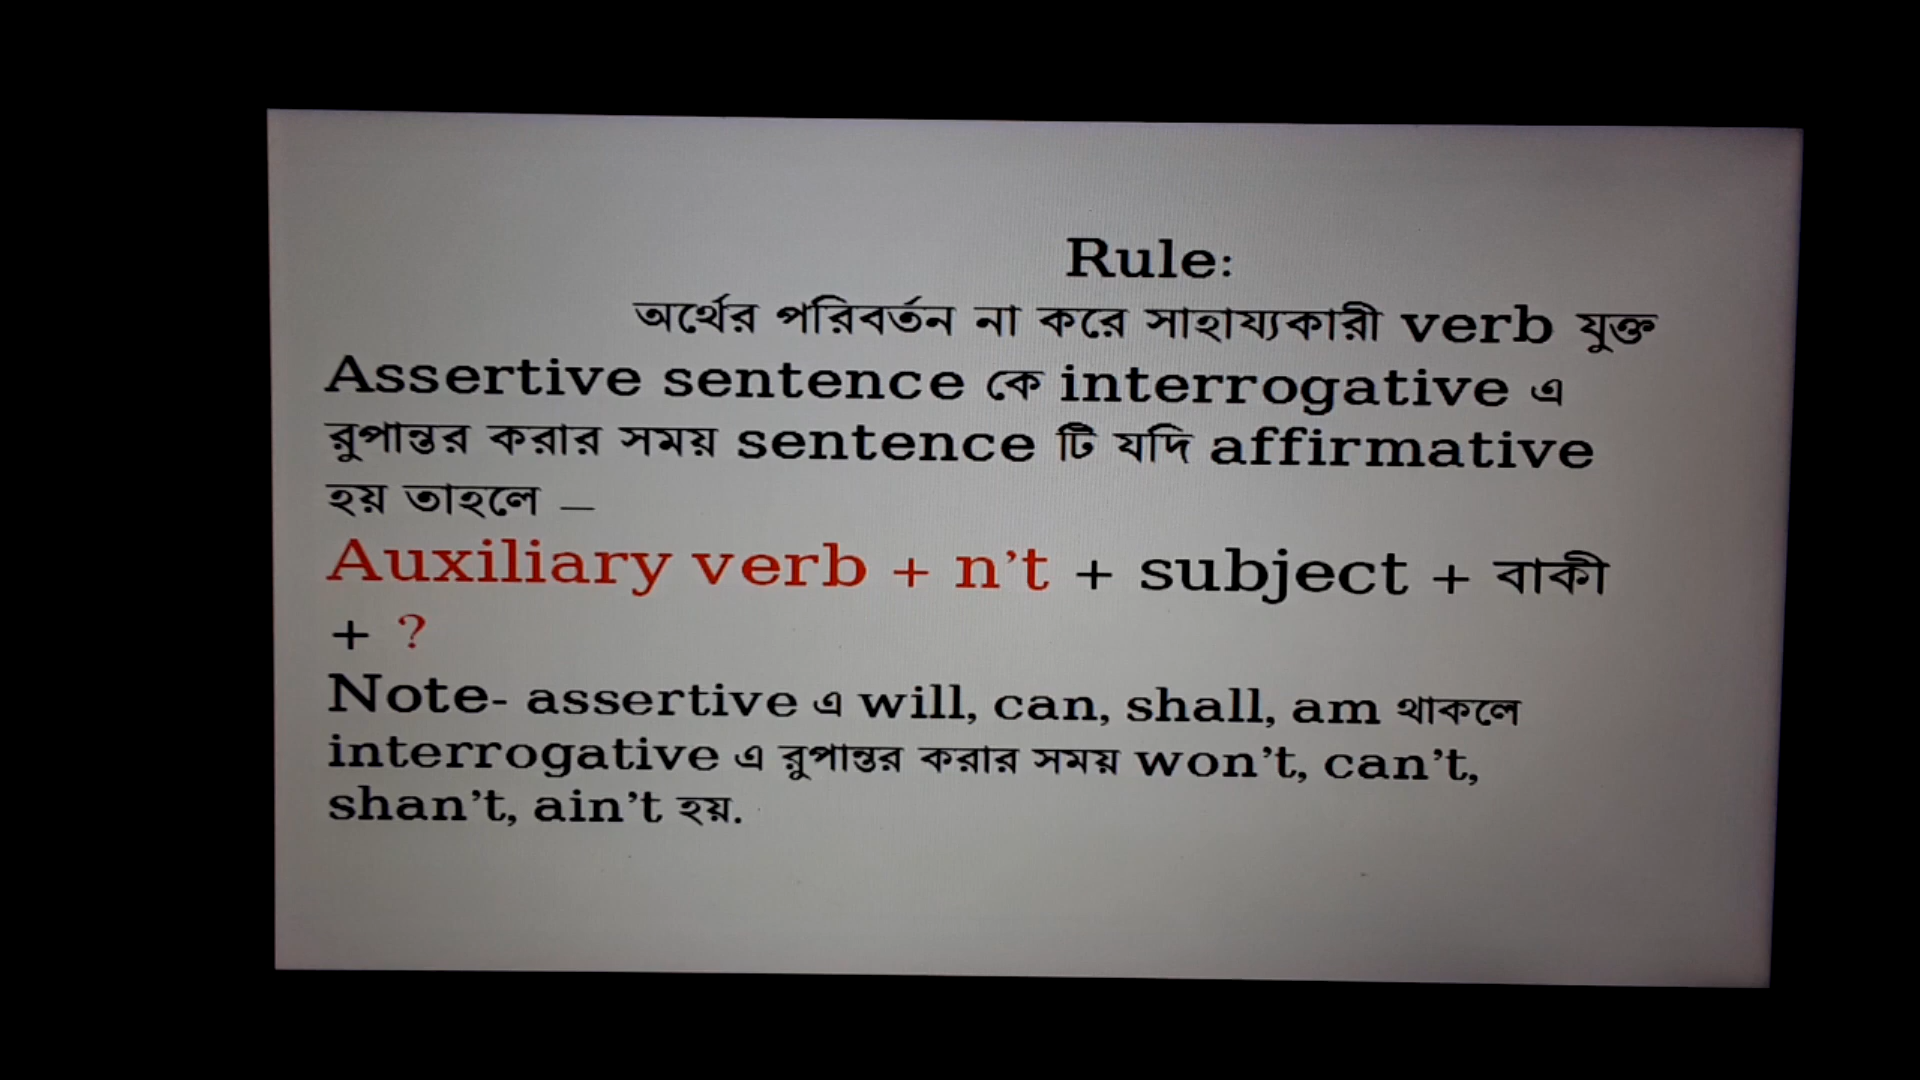 Rule:
অর্থের পরিবর্তন না করে সাহায্যকারী verb যুক্ত
Assertive sentence কে interrogative এ
রুপান্তর করার সময় sentence টি যদি affirmative
হয় তাহলে –
Auxiliary verb + n’t + subject + বাকী
+ ?
Note- assertive এ will, can, shall, am থাকলে
interrogative এ রুপান্তর করার সময় won’t, can’t,
shan’t, ain’t হয়.